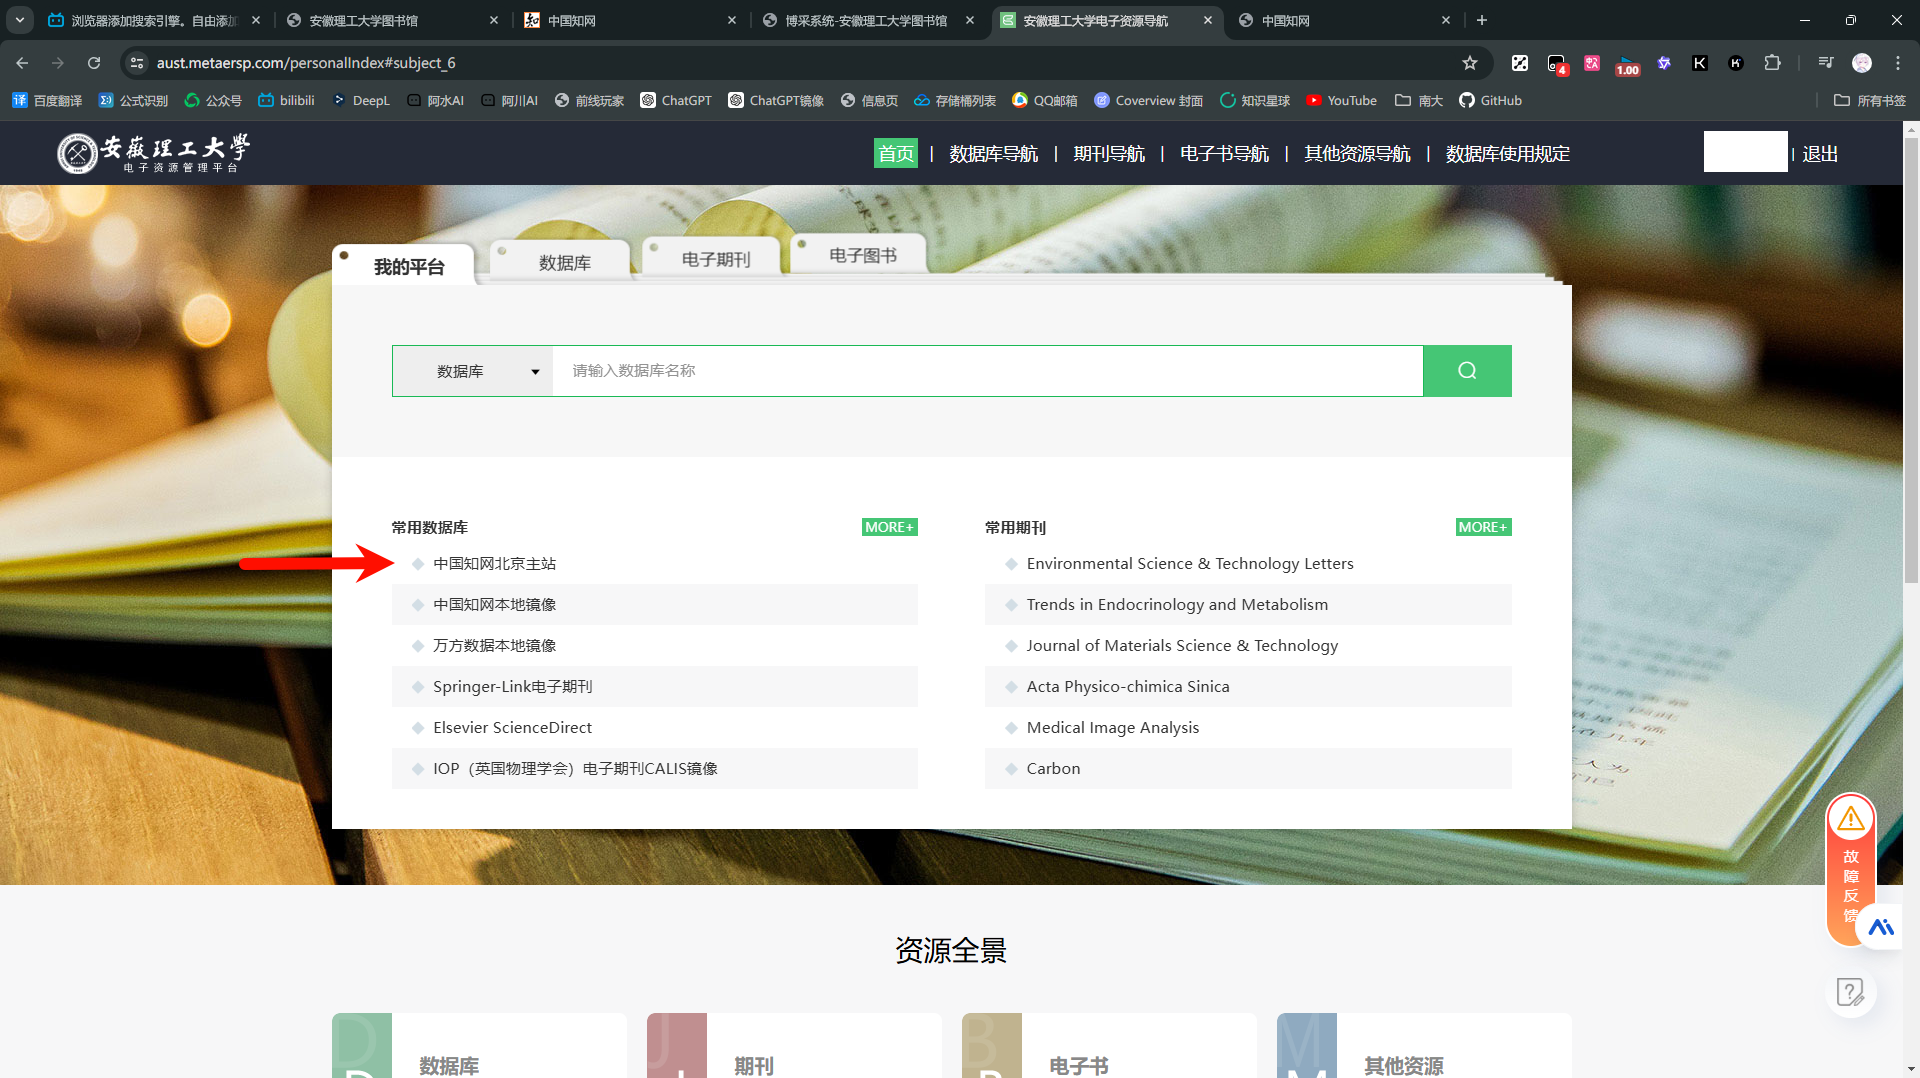 浏览器添加搜索引擎。自由添加
安徽理工大学图书馆
中国知网
博采系统-安徽理工大学图书馆
安徽理工大学电子资源导航
中国知网
aust.metaersp.com/personalIndex#subject_6
4
1.00
百度翻译
公式识别
公众号
bilibili
DeepL
阿水AI
阿川AI
前线玩家
ChatGPT
ChatGPT镜像
信息页
存储桶列表
QQ邮箱
Coverview 封面
知识星球
YouTube
南大
GitHub
所有书签
安徽理工大學
电子资源管理平台
首页 | 数据库导航 | 期刊导航 | 电子书导航 | 其他资源导航 | 数据库使用规定
| 退出
我的平台
数据库
电子期刊
电子图书
数据库
请输入数据库名称
常用数据库
MORE+
中国知网北京主站
中国知网本地镜像
万方数据本地镜像
Springer-Link电子期刊
Elsevier ScienceDirect
IOP（英国物理学会）电子期刊CALIS镜像
常用期刊
MORE+
Environmental Science & Technology Letters
Trends in Endocrinology and Metabolism
Journal of Materials Science & Technology
Acta Physico-chimica Sinica
Medical Image Analysis
Carbon
故障反馈
资源全景
D
数据库
J
期刊
B
电子书
M
其他资源